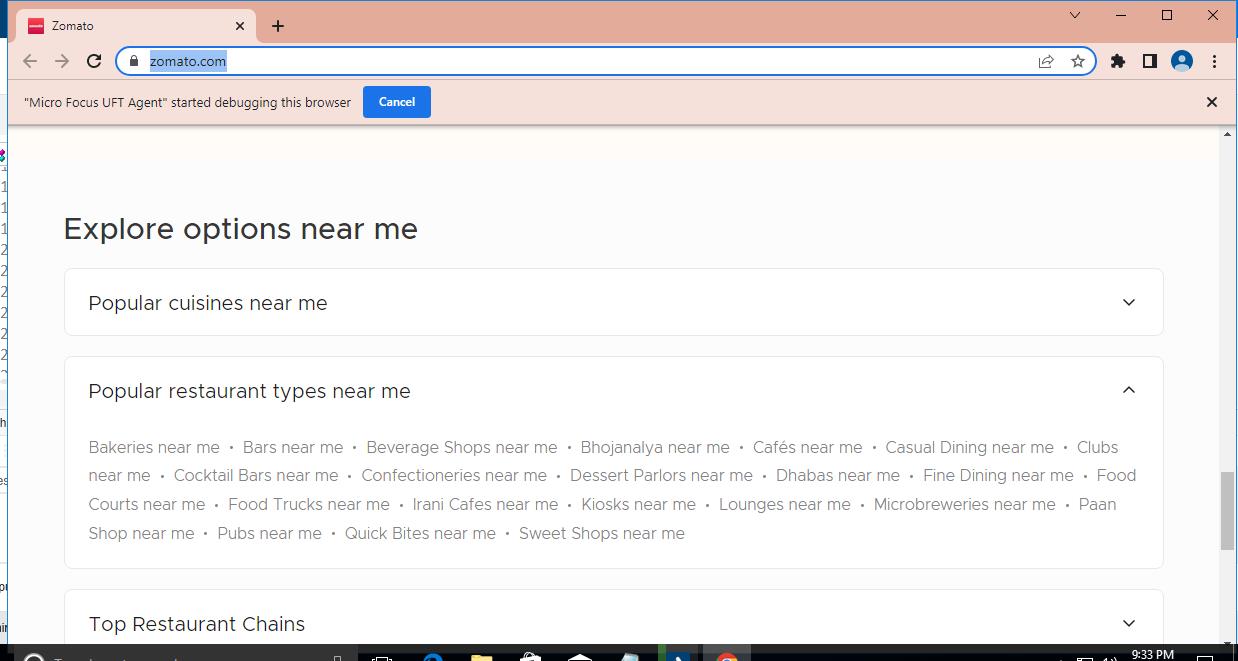 Zomato
zomato.com
"Micro Focus UFT Agent" started debugging this browser
Cancel
Explore options near me
Popular cuisines near me
Popular restaurant types near me
Bakeries near me • Bars near me • Beverage Shops near me • Bhojanalya near me • Cafés near me • Casual Dining near me • Clubs
near me • Cocktail Bars near me • Confectioneries near me • Dessert Parlors near me • Dhabas near me • Fine Dining near me • Food
Courts near me • Food Trucks near me • Irani Cafes near me • Kiosks near me • Lounges near me • Microbreweries near me • Paan
Shop near me • Pubs near me • Quick Bites near me • Sweet Shops near me
Top Restaurant Chains
9:33 PM